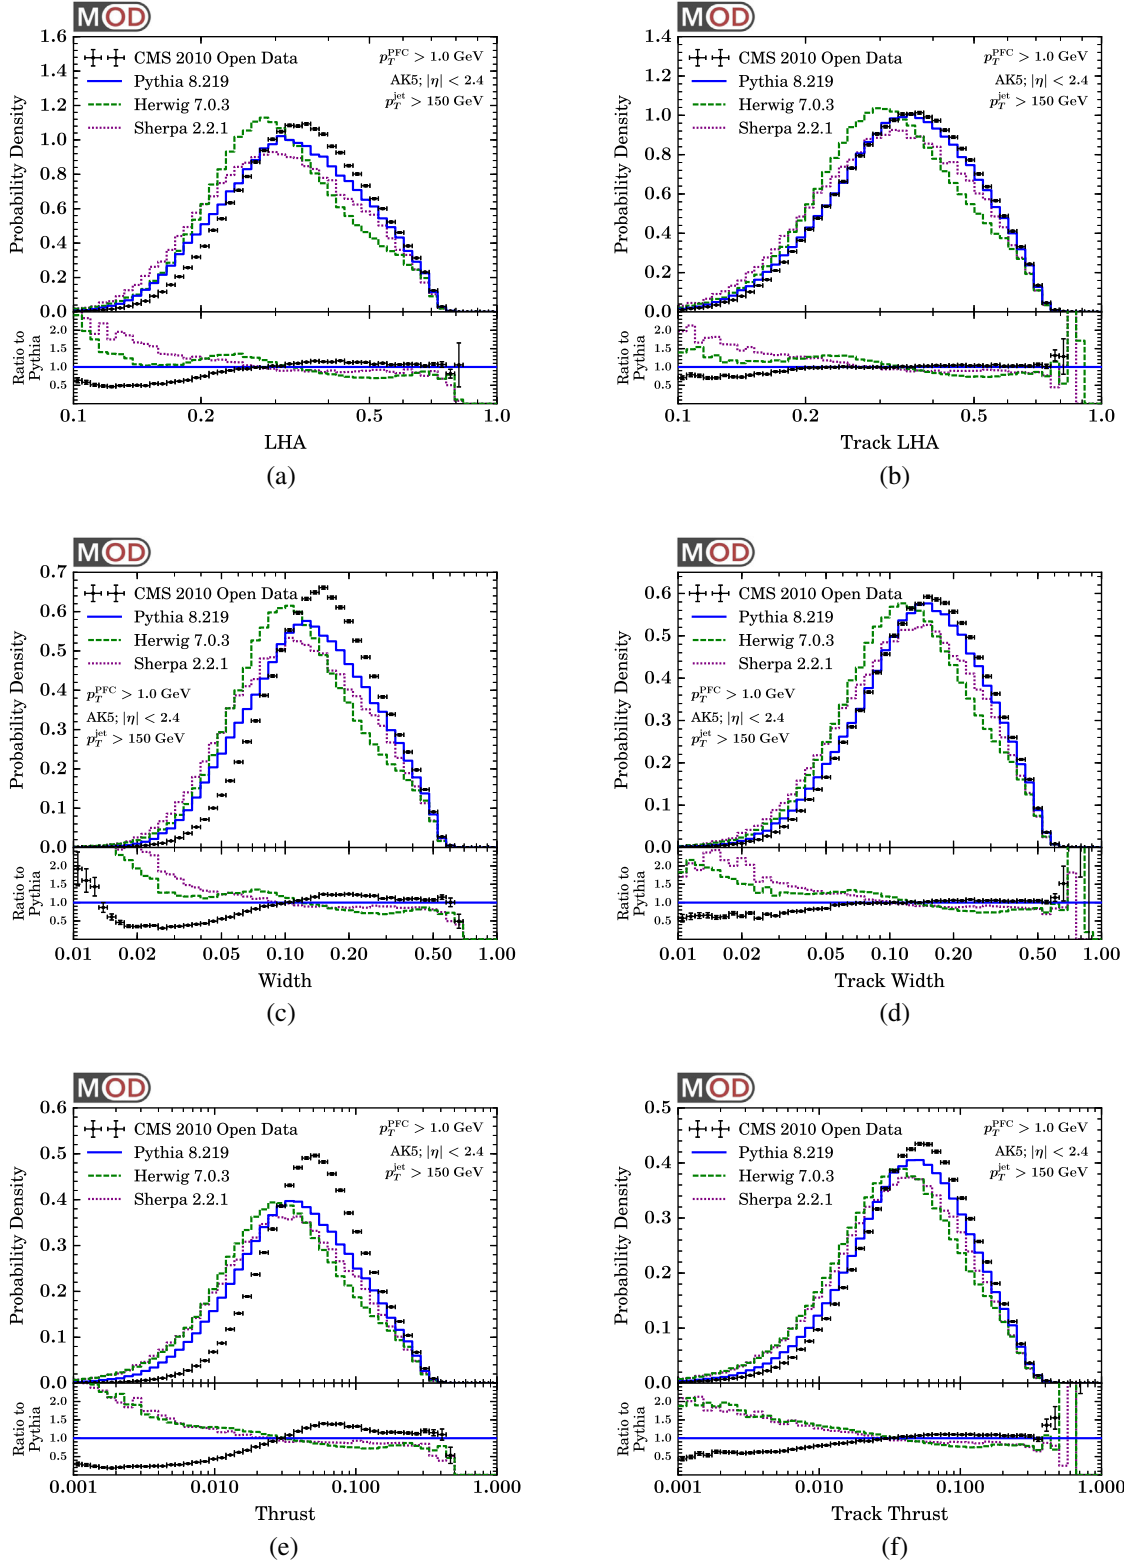 MOD
1.6
1.4
1.2
1.0
0.8
0.6
0.4
0.2
0.0
Probability Density
CMS 2010 Open Data
Pythia 8.219
Herwig 7.0.3
Sherpa 2.2.1
p_T^PFC > 1.0 GeV
AK5; |η| < 2.4
p_T^jet > 150 GeV
2.0
1.5
1.0
0.5
Ratio to
Pythia
0.1 0.2 0.5 1.0
LHA
(a)
MOD
1.4
1.2
1.0
0.8
0.6
0.4
0.2
0.0
Probability Density
CMS 2010 Open Data
Pythia 8.219
Herwig 7.0.3
Sherpa 2.2.1
p_T^PFC > 1.0 GeV
AK5; |η| < 2.4
p_T^jet > 150 GeV
2.0
1.5
1.0
0.5
Ratio to
Pythia
0.1 0.2 0.5 1.0
Track LHA
(b)
MOD
0.7
0.6
0.5
0.4
0.3
0.2
0.1
0.0
Probability Density
CMS 2010 Open Data
Pythia 8.219
Herwig 7.0.3
Sherpa 2.2.1
p_T^PFC > 1.0 GeV
AK5; |η| < 2.4
p_T^jet > 150 GeV
2.0
1.5
1.0
0.5
Ratio to
Pythia
0.01 0.02 0.05 0.10 0.20 0.50 1.00
Width
(c)
MOD
0.6
0.5
0.4
0.3
0.2
0.1
0.0
Probability Density
CMS 2010 Open Data
Pythia 8.219
Herwig 7.0.3
Sherpa 2.2.1
p_T^PFC > 1.0 GeV
AK5; |η| < 2.4
p_T^jet > 150 GeV
2.0
1.5
1.0
0.5
Ratio to
Pythia
0.01 0.02 0.05 0.10 0.20 0.50 1.00
Track Width
(d)
MOD
0.6
0.5
0.4
0.3
0.2
0.1
0.0
Probability Density
CMS 2010 Open Data
Pythia 8.219
Herwig 7.0.3
Sherpa 2.2.1
p_T^PFC > 1.0 GeV
AK5; |η| < 2.4
p_T^jet > 150 GeV
2.0
1.5
1.0
0.5
Ratio to
Pythia
0.001 0.010 0.100 1.000
Thrust
(e)
MOD
0.5
0.4
0.3
0.2
0.1
0.0
Probability Density
CMS 2010 Open Data
Pythia 8.219
Herwig 7.0.3
Sherpa 2.2.1
p_T^PFC > 1.0 GeV
AK5; |η| < 2.4
p_T^jet > 150 GeV
2.0
1.5
1.0
0.5
Ratio to
Pythia
0.001 0.010 0.100 1.000
Track Thrust
(f)